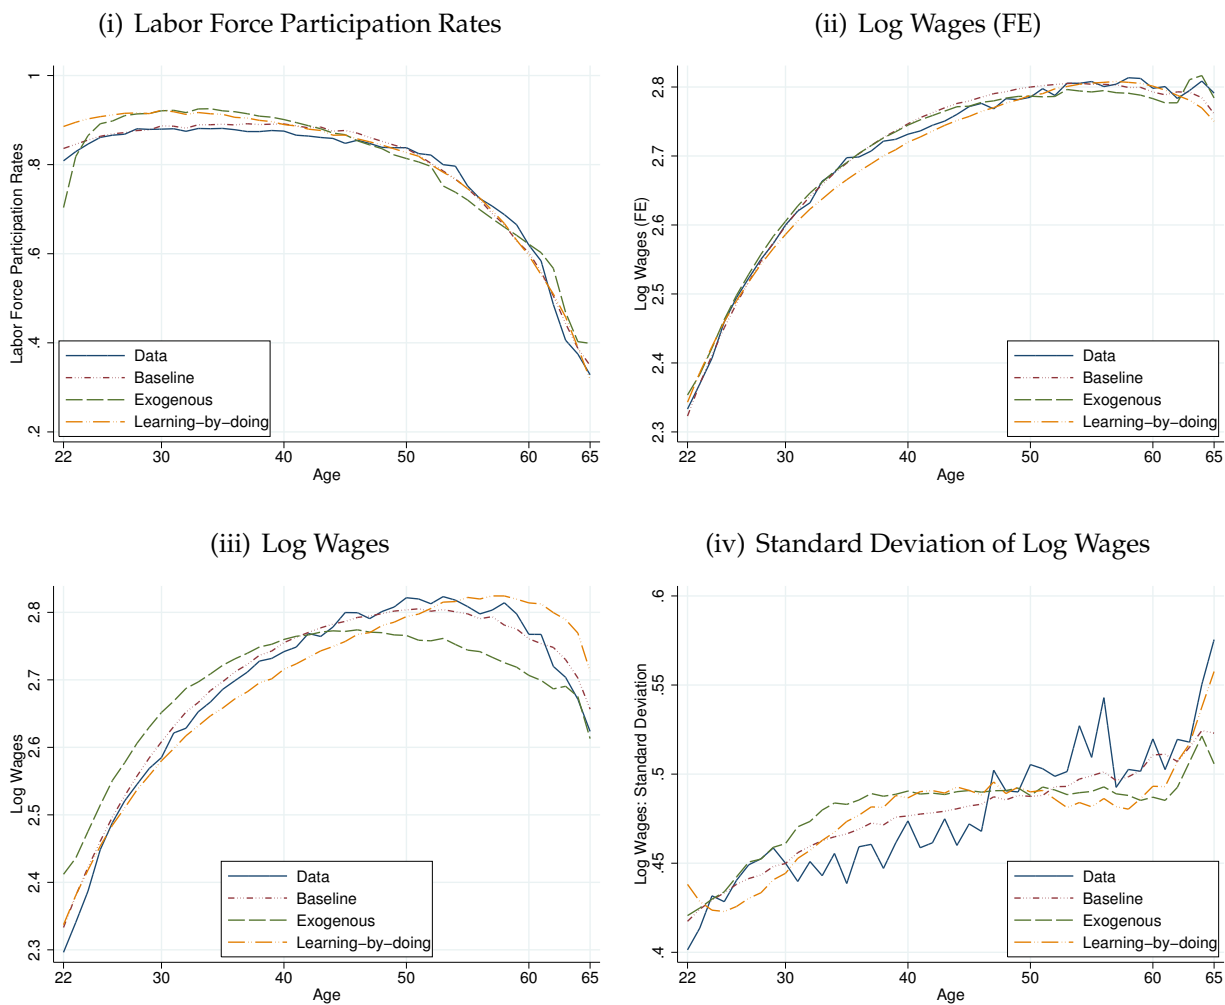 (i) Labor Force Participation Rates
Labor Force Participation Rates
1
.8
.6
.4
.2
Data
Baseline
Exogenous
Learning−by−doing
22 30 40 50 60 65
Age
(ii) Log Wages (FE)
Log Wages (FE)
2.8
2.7
2.6
2.5
2.4
2.3
Data
Baseline
Exogenous
Learning−by−doing
22 30 40 50 60 65
Age
(iii) Log Wages
Log Wages
2.8
2.7
2.6
2.5
2.4
2.3
Data
Baseline
Exogenous
Learning−by−doing
22 30 40 50 60 65
Age
(iv) Standard Deviation of Log Wages
Log Wages: Standard Deviation
.6
.55
.5
.45
.4
Data
Baseline
Exogenous
Learning−by−doing
22 30 40 50 60 65
Age